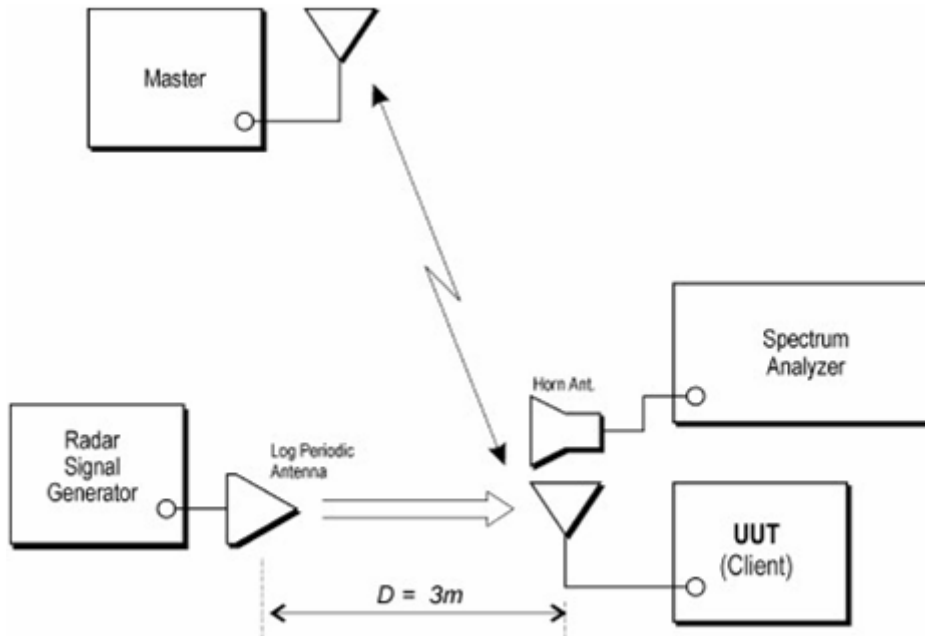 Master
Spectrum
Analyzer
Horn Ant.
Radar
Signal
Generator
Log Periodic
Antenna
UUT
(Client)
D = 3m